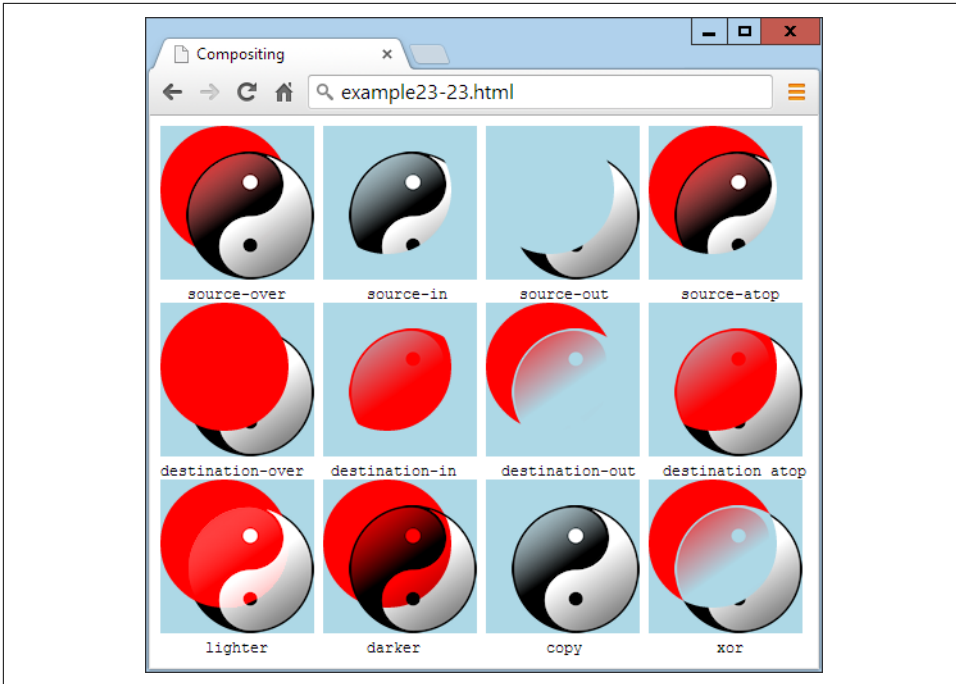 Compositing
example23-23.html
source-over source-in source-out source-atop
destination-over destination-in destination-out destination atop
lighter darker copy xor